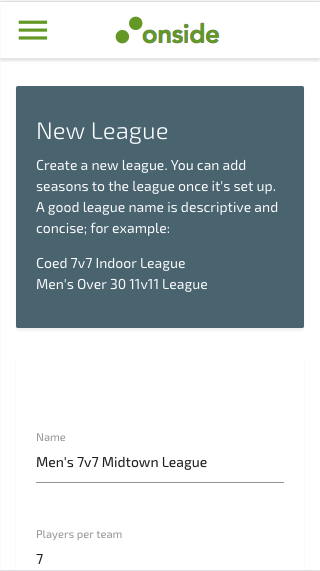 onside
New League
Create a new league. You can add
seasons to the league once it's set up.
A good league name is descriptive and
concise; for example:
Coed 7v7 Indoor League
Men's Over 30 11v11 League
Name
Men's 7v7 Midtown League
Players per team
7